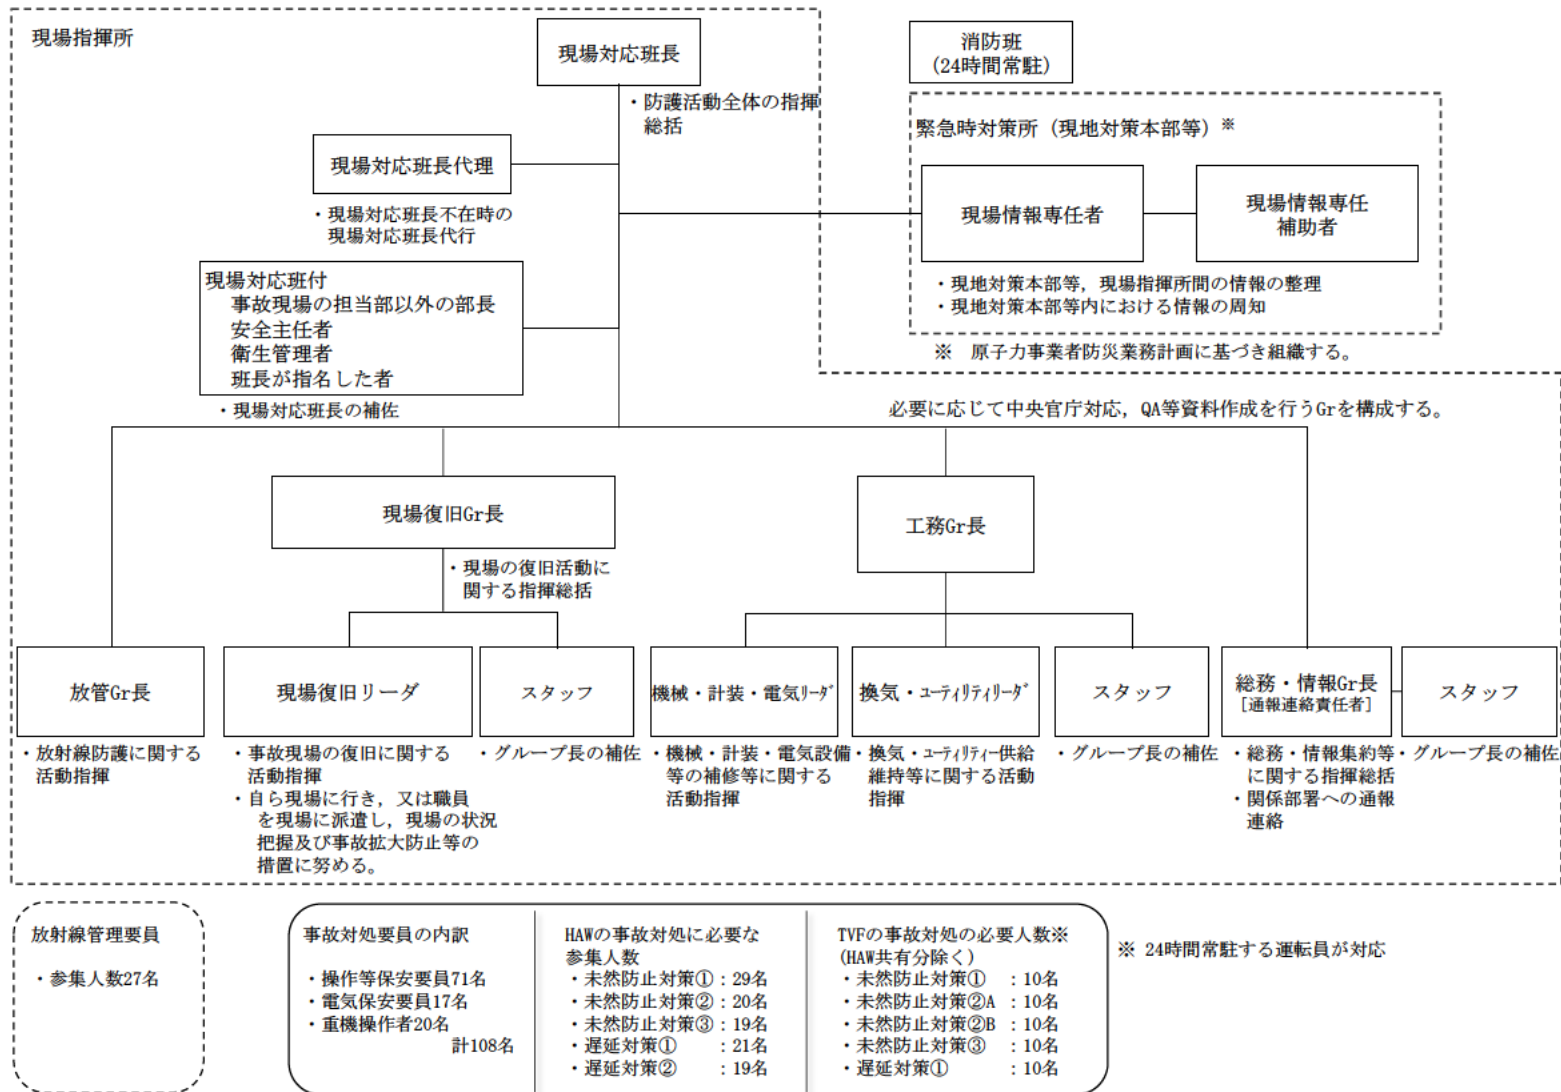 現場指揮所
現場対応班長
・防護活動全体の指揮
総括
消防班
(24時間常駐)
緊急時対策所（現地対策本部等）※
現場対応班長代理
・現場対応班長不在時の
現場対応班長代行
現場情報専任者
現場情報専任
補助者
・現地対策本部等，現場指揮所間の情報の整理
・現地対策本部等内における情報の周知
※　原子力事業者防災業務計画に基づき組織する。
現場対応班付
事故現場の担当部以外の部長
安全主任者
衛生管理者
班長が指名した者
・現場対応班長の補佐
必要に応じて中央官庁対応，QA等資料作成を行うGrを構成する。
現場復旧Gr長
・現場の復旧活動に
関する指揮総括
工務Gr長
放管Gr長
・放射線防護に関する
活動指揮
現場復旧リーダ
・事故現場の復旧に関する
活動指揮
・自ら現場に行き，又は職員
を現場に派遣し，現場の状況
把握及び事故拡大防止等の
措置に努める。
スタッフ
・グループ長の補佐
機械・計装・電気ﾘｰﾀﾞ
・機械・計装・電気設備
等の補修等に関する
活動指揮
換気・ﾕｰﾃｨﾘﾃｨﾘｰﾀﾞ
・換気・ﾕｰﾃｨﾘﾃｨｰ供給
維持等に関する活動
指揮
スタッフ
・グループ長の補佐
総務・情報Gr長
[通報連絡責任者]
・総務・情報集約等
に関する指揮総括
・関係部署への通報
連絡
スタッフ
・グループ長の補佐
放射線管理要員
・参集人数27名
事故対処要員の内訳
・操作等保安要員71名
・電気保安要員17名
・重機操作者20名
計108名
HAWの事故対処に必要な
参集人数
・未然防止対策①：29名
・未然防止対策②：20名
・未然防止対策③：19名
・遅延対策①　　：21名
・遅延対策②　　：19名
TVFの事故対処の必要人数※
(HAW共有分除く)
・未然防止対策①　：10名
・未然防止対策②A ：10名
・未然防止対策②B ：10名
・未然防止対策③　：10名
・遅延対策①　　　：10名
※ 24時間常駐する運転員が対応